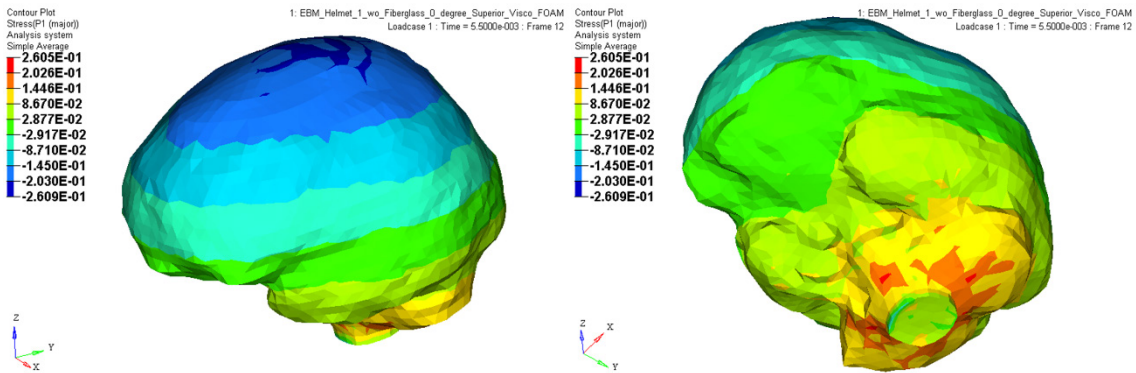 Contour Plot
Stress(P1 (major))
Analysis system
Simple Average
2.605E-01
2.026E-01
1.446E-01
8.670E-02
2.877E-02
-2.917E-02
-8.710E-02
-1.450E-01
-2.030E-01
-2.609E-01
1: EBM_Helmet_1_wo_Fiberglass_0_degree_Superior_Visco_FOAM
Loadcase 1 : Time = 5.5000e-003 : Frame 12
Z
Y
X
Contour Plot
Stress(P1 (major))
Analysis system
Simple Average
2.605E-01
2.026E-01
1.446E-01
8.670E-02
2.877E-02
-2.917E-02
-8.710E-02
-1.450E-01
-2.030E-01
-2.609E-01
1: EBM_Helmet_1_wo_Fiberglass_0_degree_Superior_Visco_FOAM
Loadcase 1 : Time = 5.5000e-003 : Frame 12
Z
X
Y